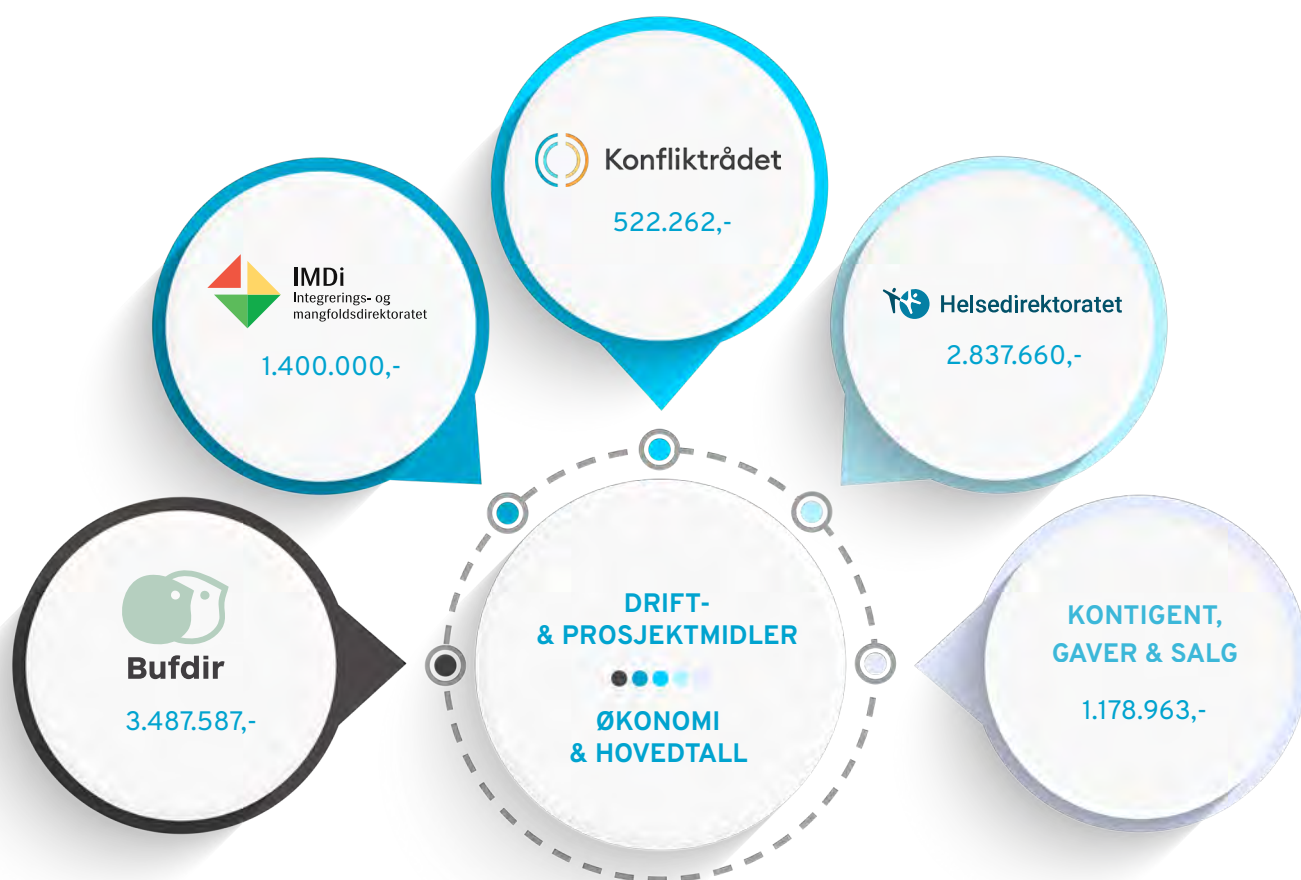 Konfliktrådet
522.262,-
IMDi
Integrerings- og
mangfoldsdirektoratet
1.400.000,-
Helsedirektoratet
2.837.660,-
Bufdir
3.487.587,-
DRIFT-
& PROSJEKTMIDLER
ØKONOMI
& HOVEDTALL
KONTIGENT,
GAVER & SALG
1.178.963,-